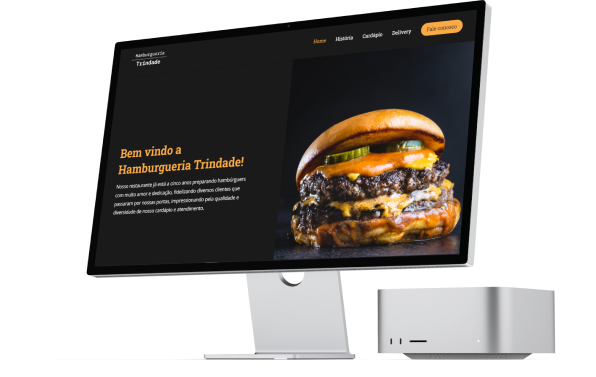 Hamburgueria
Trindade
Home
História
Cardápio
Delivery
Fale conosco
Bem vindo a
Hamburgueria Trindade!
Nosso restaurante já está a cinco anos preparando hambúrguers
com muito amor e dedicação, fidelizando diversos clientes que
passaram por nossas portas, impressionando pela qualidade e
diversidade de nosso cardápio e atendimento.